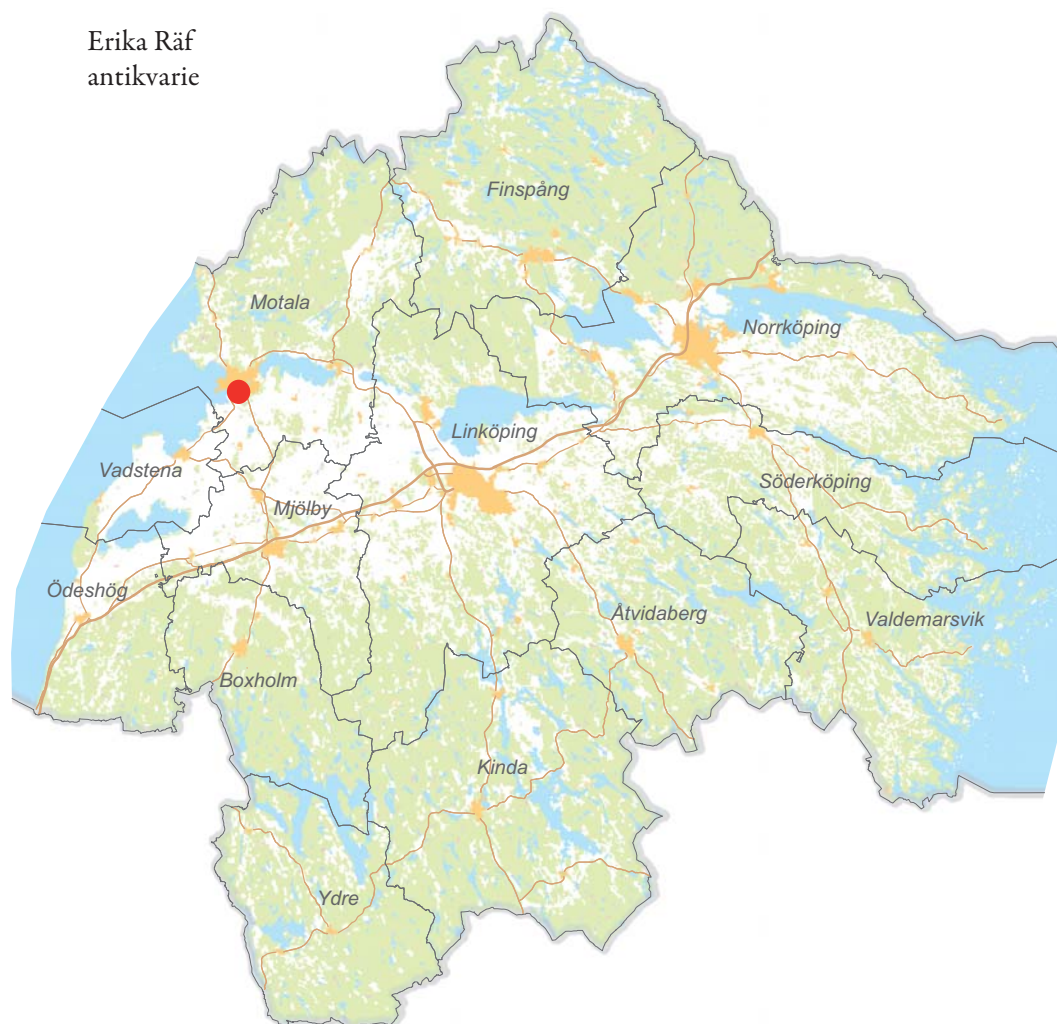 Erika Räf
antikvarie
Finspång
Motala
Norrköping
Linköping
Vadstena
Söderköping
Mjölby
Ödeshög
Åtvidaberg
Valdemarsvik
Boxholm
Kinda
Ydre